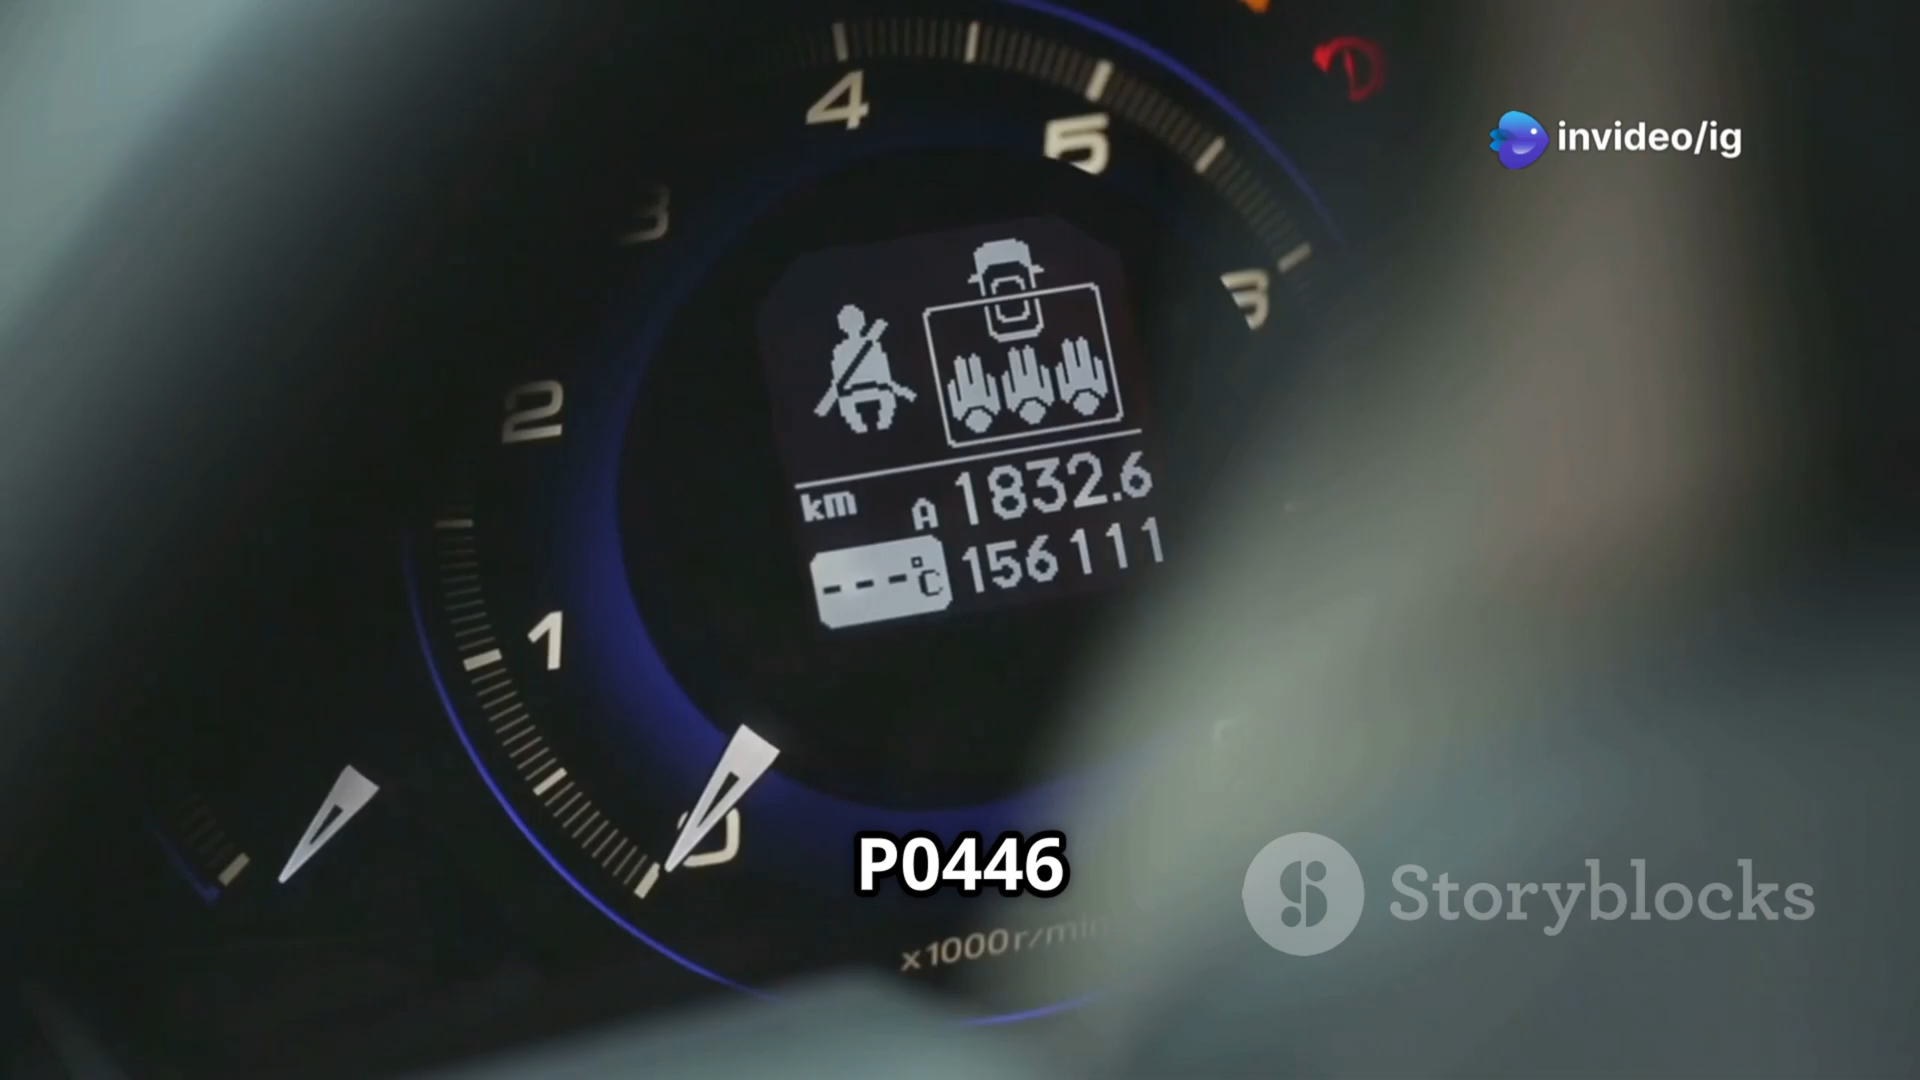 4
5
invideo/ig
3
3
2
km A 1832.6
---°C 156111
1
0
P0446
Storyblocks
x1000r/min